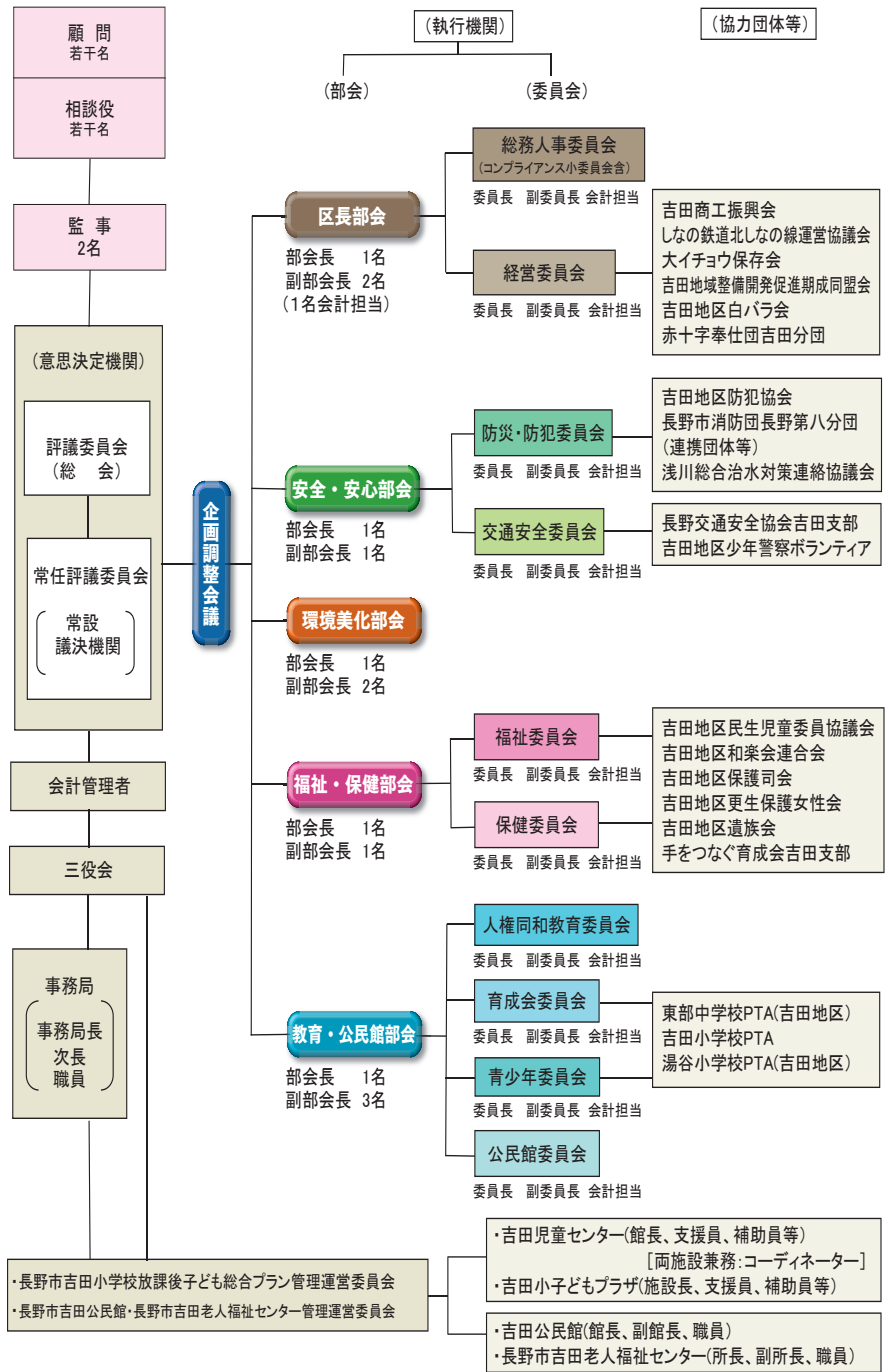 顧 問
若干名
相談役
若干名
監 事
2名
(意思決定機関)
評議委員会
(総 会)
常任評議委員会
常設
議決機関
会計管理者
三役会
事務局
事務局長
次長
職員
・長野市吉田小学校放課後子ども総合プラン管理運営委員会
・長野市吉田公民館・長野市吉田老人福祉センター管理運営委員会
企画調整会議
(執行機関)
(部会)
(委員会)
(協力団体等)
区長部会
部会長 1名
副部会長 2名
(1名会計担当)
総務人事委員会
(コンプライアンス小委員会含)
委員長 副委員長 会計担当
経営委員会
委員長 副委員長 会計担当
吉田商工振興会
しなの鉄道北しなの線運営協議会
大イチョウ保存会
吉田地域整備開発促進期成同盟会
吉田地区白バラ会
赤十字奉仕団吉田分団
安全・安心部会
部会長 1名
副部会長 1名
防災・防犯委員会
委員長 副委員長 会計担当
交通安全委員会
委員長 副委員長 会計担当
吉田地区防犯協会
長野市消防団長野第八分団
(連携団体等)
浅川総合治水対策連絡協議会
長野交通安全協会吉田支部
吉田地区少年警察ボランティア
環境美化部会
部会長 1名
副部会長 2名
福祉・保健部会
部会長 1名
副部会長 1名
福祉委員会
委員長 副委員長 会計担当
保健委員会
委員長 副委員長 会計担当
吉田地区民生児童委員協議会
吉田地区和楽会連合会
吉田地区保護司会
吉田地区更生保護女性会
吉田地区遺族会
手をつなぐ育成会吉田支部
教育・公民館部会
部会長 1名
副部会長 3名
人権同和教育委員会
委員長 副委員長 会計担当
育成会委員会
委員長 副委員長 会計担当
青少年委員会
委員長 副委員長 会計担当
公民館委員会
委員長 副委員長 会計担当
東部中学校PTA(吉田地区)
吉田小学校PTA
湯谷小学校PTA(吉田地区)
・吉田児童センター(館長、支援員、補助員等)
[両施設兼務:コーディネーター]
・吉田小子どもプラザ(施設長、支援員、補助員等)
・吉田公民館(館長、副館長、職員)
・長野市吉田老人福祉センター(所長、副所長、職員)